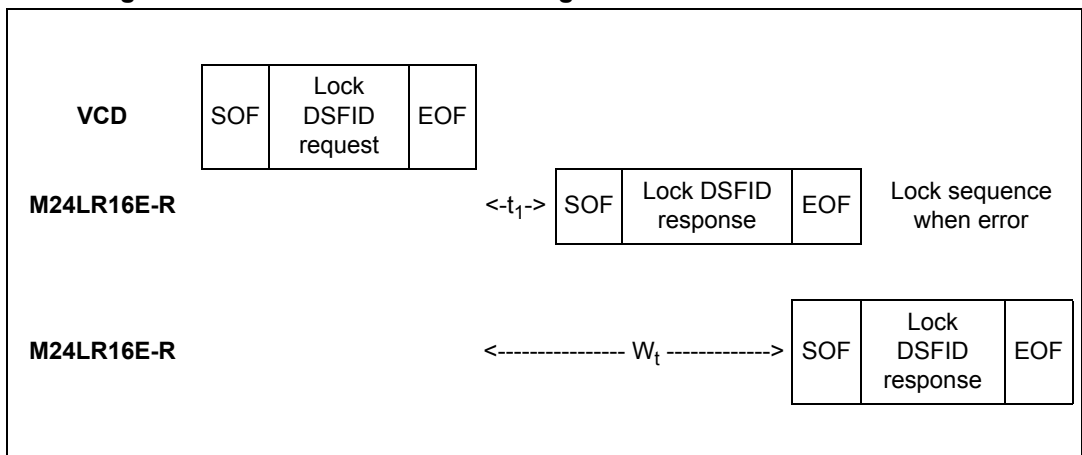 VCD SOF Lock DSFID request EOF
M24LR16E-R <-t1-> SOF Lock DSFID response EOF Lock sequence when error
M24LR16E-R <---------------- Wt -------------> SOF Lock DSFID response EOF